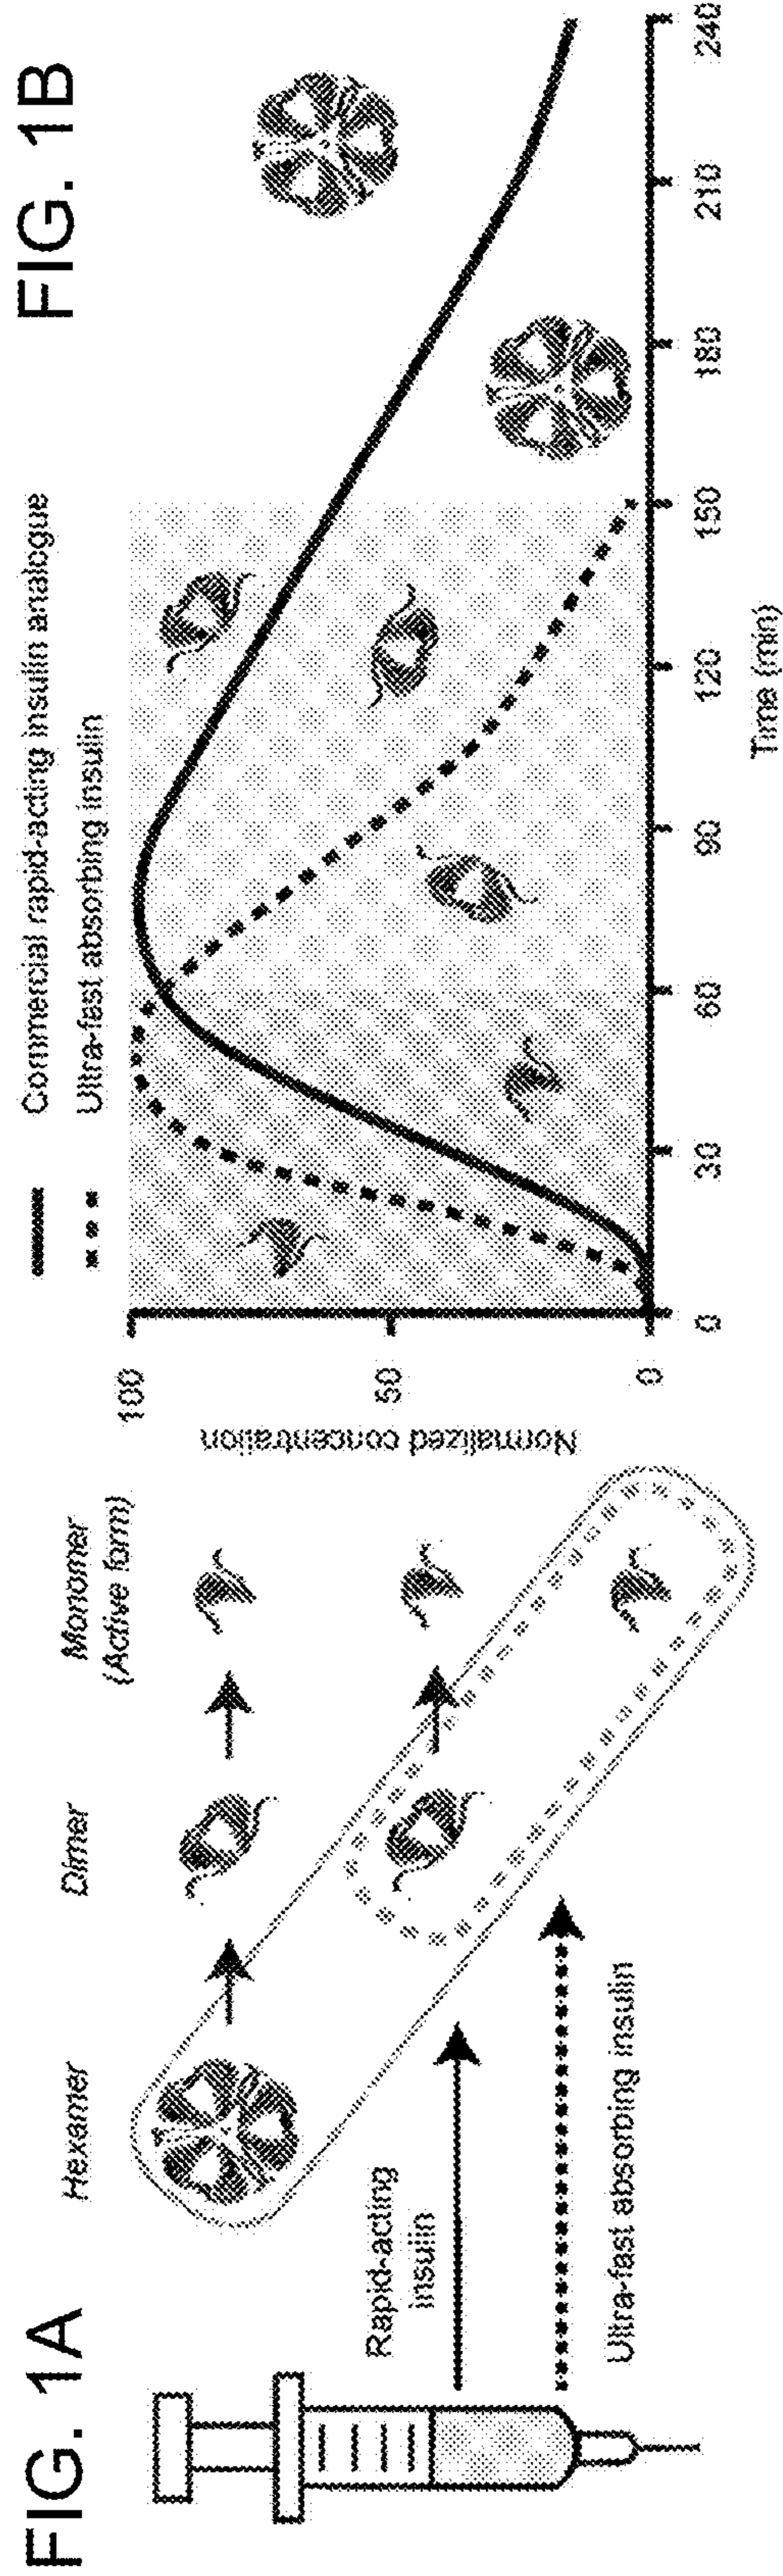 FIG. 1A
Hexamer
Dimer
Monomer
(Active form)
Rapid-acting
insulin
Ultra-fast absorbing insulin
FIG. 1B
Commercial rapid-acting insulin analogue
Ultra-fast absorbing insulin
Normalized concentration
100
50
0
0
30
60
90
120
150
180
210
240
Time (min)